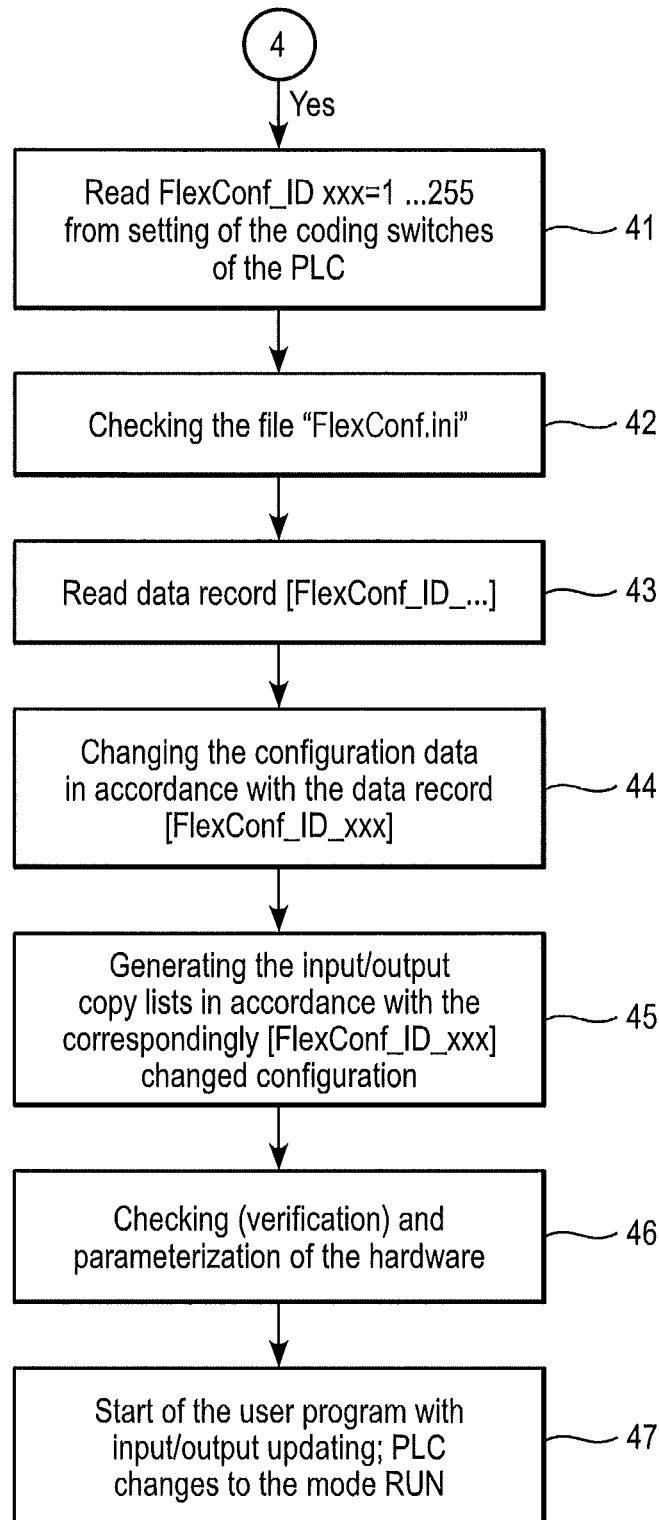 4
Yes
Read FlexConf_ID xxx=1 ...255
from setting of the coding switches
of the PLC
41
Checking the file “FlexConf.ini”
42
Read data record [FlexConf_ID_...]
43
Changing the configuration data
in accordance with the data record
[FlexConf_ID_xxx]
44
Generating the input/output
copy lists in accordance with the
correspondingly [FlexConf_ID_xxx]
changed configuration
45
Checking (verification) and
parameterization of the hardware
46
Start of the user program with
input/output updating; PLC
changes to the mode RUN
47